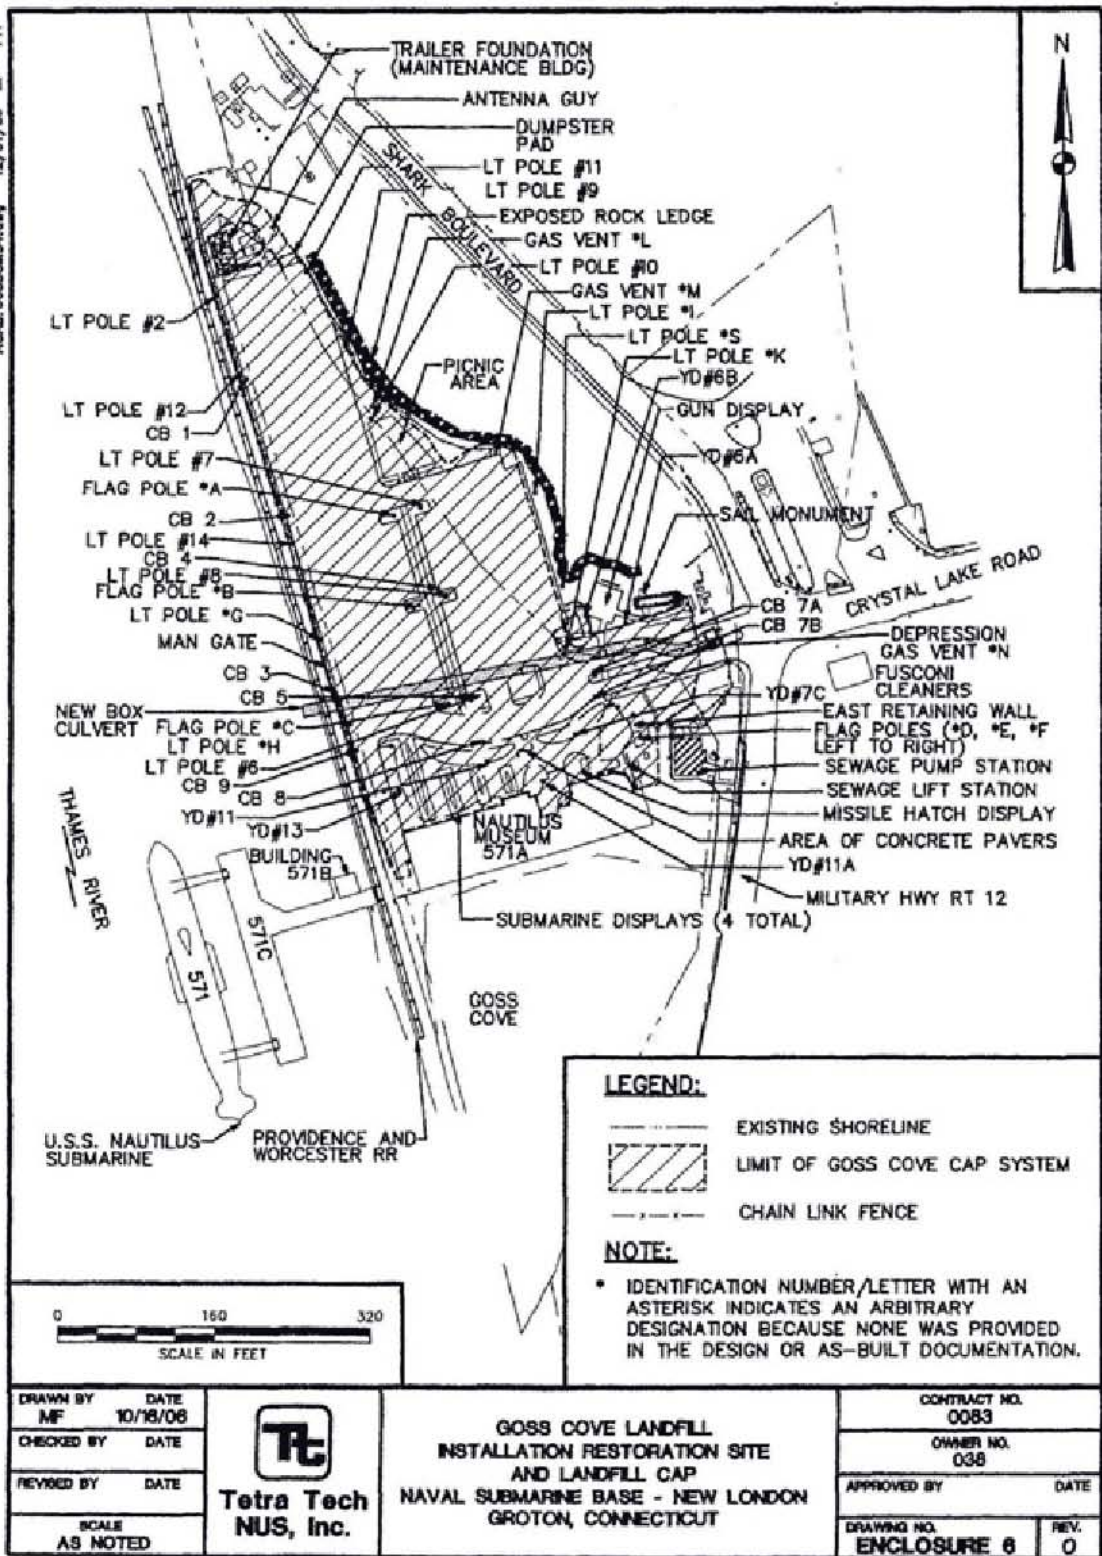 N
TRAILER FOUNDATION
(MAINTENANCE BLDG)
ANTENNA GUY
DUMPSTER
PAD
LT POLE #11
LT POLE #9
EXPOSED ROCK LEDGE
GAS VENT *L
LT POLE #10
GAS VENT *M
LT POLE *I
LT POLE *S
LT POLE *K
YD#6B
GUN DISPLAY
YD#6A
SAIL MONUMENT
SHARK BOULEVARD
PICNIC
AREA
LT POLE #2
LT POLE #12
CB 1
LT POLE #7
FLAG POLE *A
CB 2
LT POLE #14
CB 4
LT POLE #8
FLAG POLE *B
LT POLE *G
MAN GATE
CB 3
CB 5
NEW BOX
CULVERT
FLAG POLE *C
LT POLE *H
LT POLE #6
CB 9
CB 8
YD#11
YD#13
CRYSTAL LAKE ROAD
CB 7A
CB 7B
DEPRESSION
GAS VENT *N
FUSCONI
CLEANERS
YD#7C
EAST RETAINING WALL
FLAG POLES (*D, *E, *F
LEFT TO RIGHT)
SEWAGE PUMP STATION
SEWAGE LIFT STATION
MISSILE HATCH DISPLAY
AREA OF CONCRETE PAVERS
YD#11A
MILITARY HWY RT 12
NAUTILUS
MUSEUM
571A
BUILDING
571B
SUBMARINE DISPLAYS (4 TOTAL)
THAMES RIVER
571C
571
GOSS
COVE
U.S.S. NAUTILUS
SUBMARINE
PROVIDENCE AND
WORCESTER RR
LEGEND:
EXISTING SHORELINE
LIMIT OF GOSS COVE CAP SYSTEM
CHAIN LINK FENCE
NOTE:
* IDENTIFICATION NUMBER/LETTER WITH AN
ASTERISK INDICATES AN ARBITRARY
DESIGNATION BECAUSE NONE WAS PROVIDED
IN THE DESIGN OR AS-BUILT DOCUMENTATION.
0 160 320
SCALE IN FEET
DRAWN BY DATE
MF 10/16/06
CHECKED BY DATE
REVISED BY DATE
SCALE
AS NOTED
Tt
Tetra Tech
NUS, Inc.
GOSS COVE LANDFILL
INSTALLATION RESTORATION SITE
AND LANDFILL CAP
NAVAL SUBMARINE BASE - NEW LONDON
GROTON, CONNECTICUT
CONTRACT NO.
0083
OWNER NO.
038
APPROVED BY DATE
DRAWING NO.
ENCLOSURE 6
REV.
0